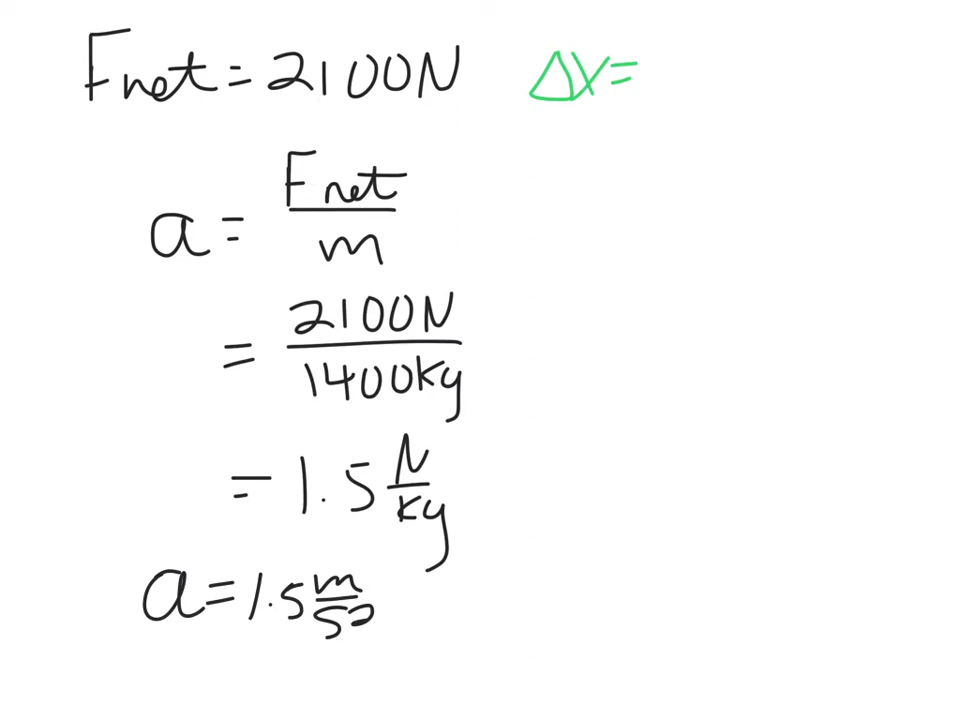 Fnet = 2100N
Δx =
a = Fnet / m
= 2100N / 1400kg
= 1.5 N/kg
a = 1.5 m/s²